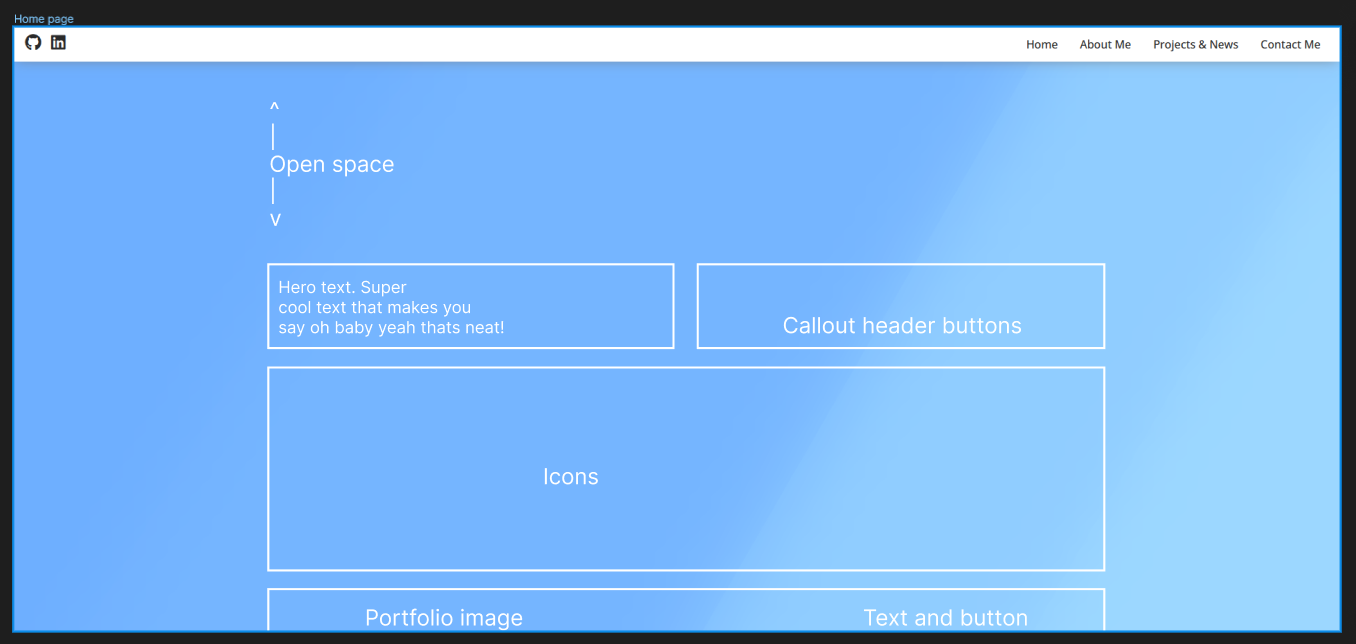 Home page
Home About Me Projects & News Contact Me
^
|
Open space
|
v
Hero text. Super
cool text that makes you
say oh baby yeah thats neat!
Callout header buttons
Icons
Portfolio image
Text and button